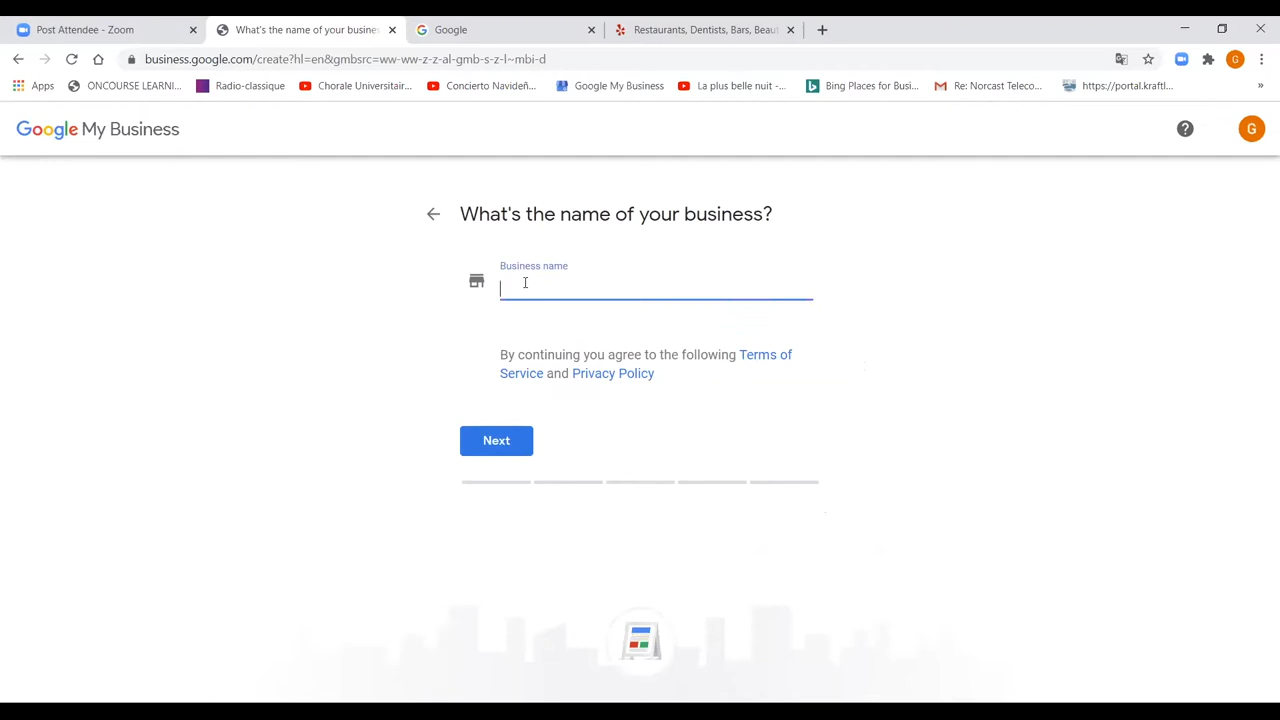 Post Attendee - Zoom
What's the name of your busines
Google
Restaurants, Dentists, Bars, Beau
business.google.com/create?hl=en&gmbsrc=ww-ww-z-z-al-gmb-s-z-l~mbi-d
Apps
ONCOURSE LEARNI...
Radio-classique
Chorale Universitair...
Concierto Navideñ...
Google My Business
La plus belle nuit -...
Bing Places for Busi...
Re: Norcast Teleco...
https://portal.kraftl...
»
G
Google My Business
?
G
What's the name of your business?
Business name
By continuing you agree to the following Terms of
Service and Privacy Policy
Next